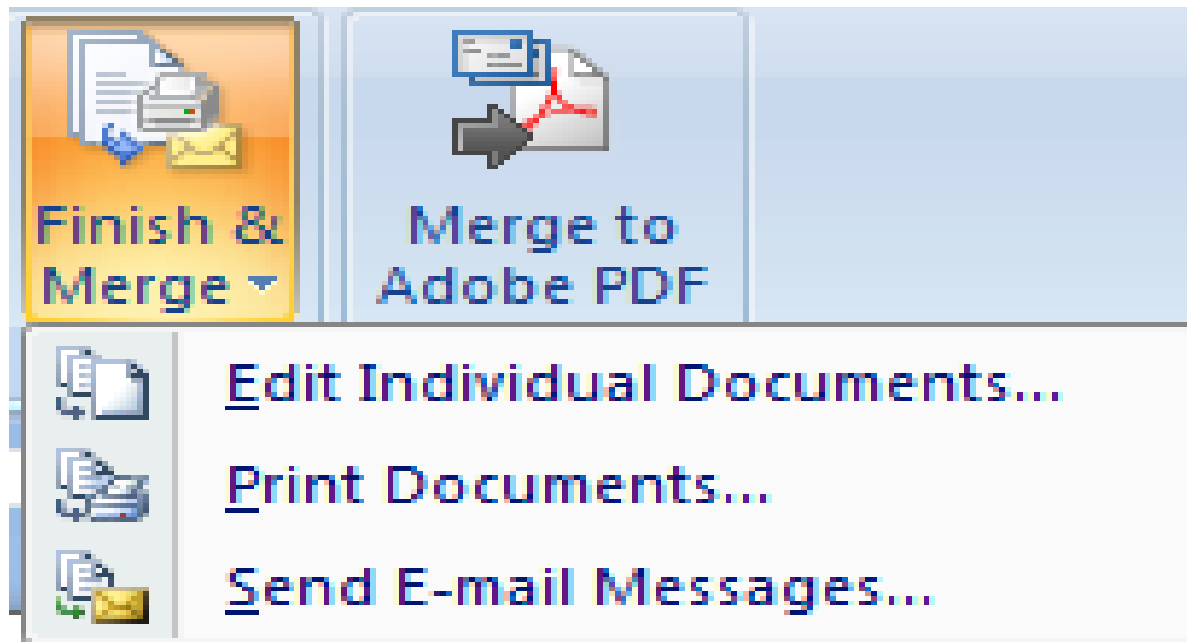 Finish &
Merge
Merge to
Adobe PDF
Edit Individual Documents...
Print Documents...
Send E-mail Messages...